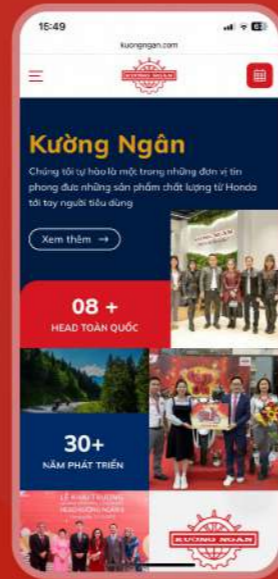 15:49
kuongngan.com
KƯỜNG NGÂN
Kường Ngân
Chúng tôi tự hào là một trong những đơn vị tiên
phong đưa những sản phẩm chất lượng từ Honda
tới tay người tiêu dùng
Xem thêm →
08 +
HEAD TOÀN QUỐC
30+
NĂM PHÁT TRIỂN
LỄ KHAI TRƯƠNG
KƯỜNG NGÂN